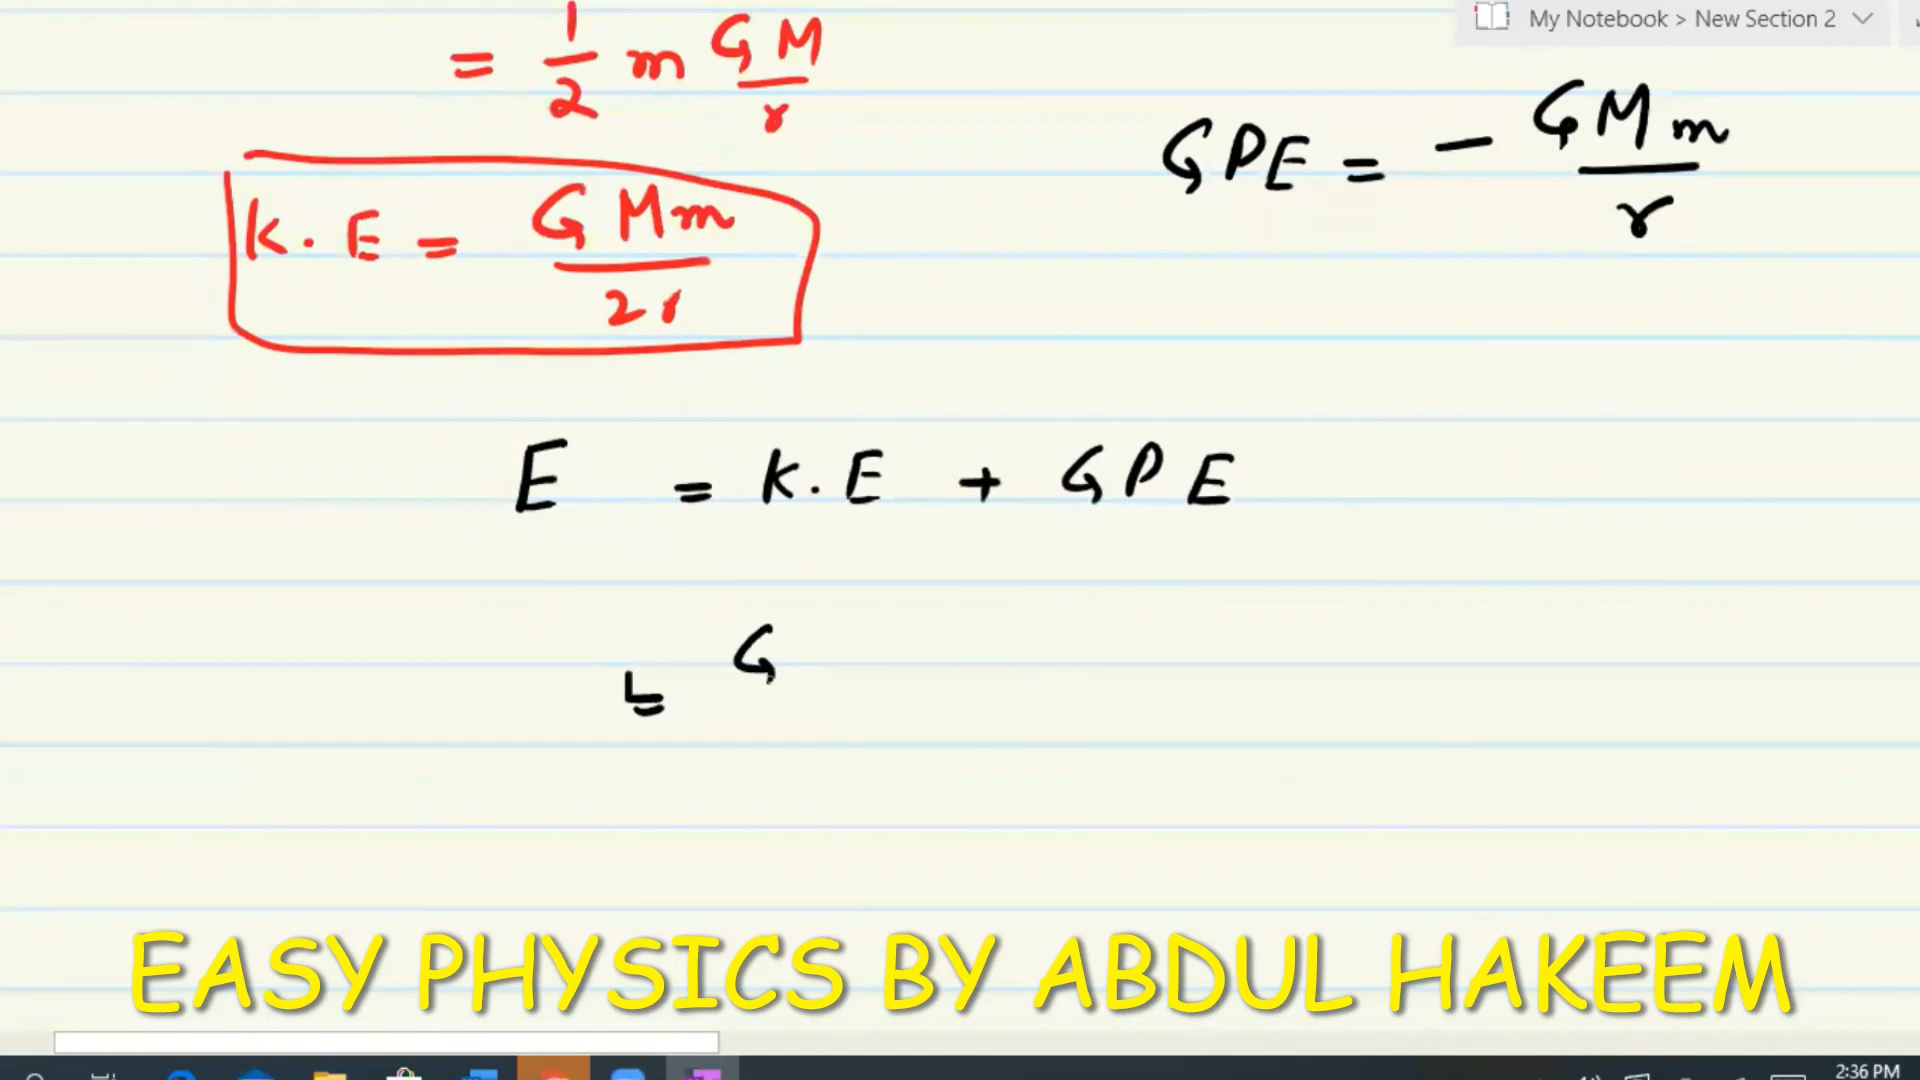 My Notebook > New Section 2
= 1/2 m GM/r
GPE = - GMm/r
K.E = GMm/2r
E = K.E + GPE
= G
EASY PHYSICS BY ABDUL HAKEEM
2:36 PM